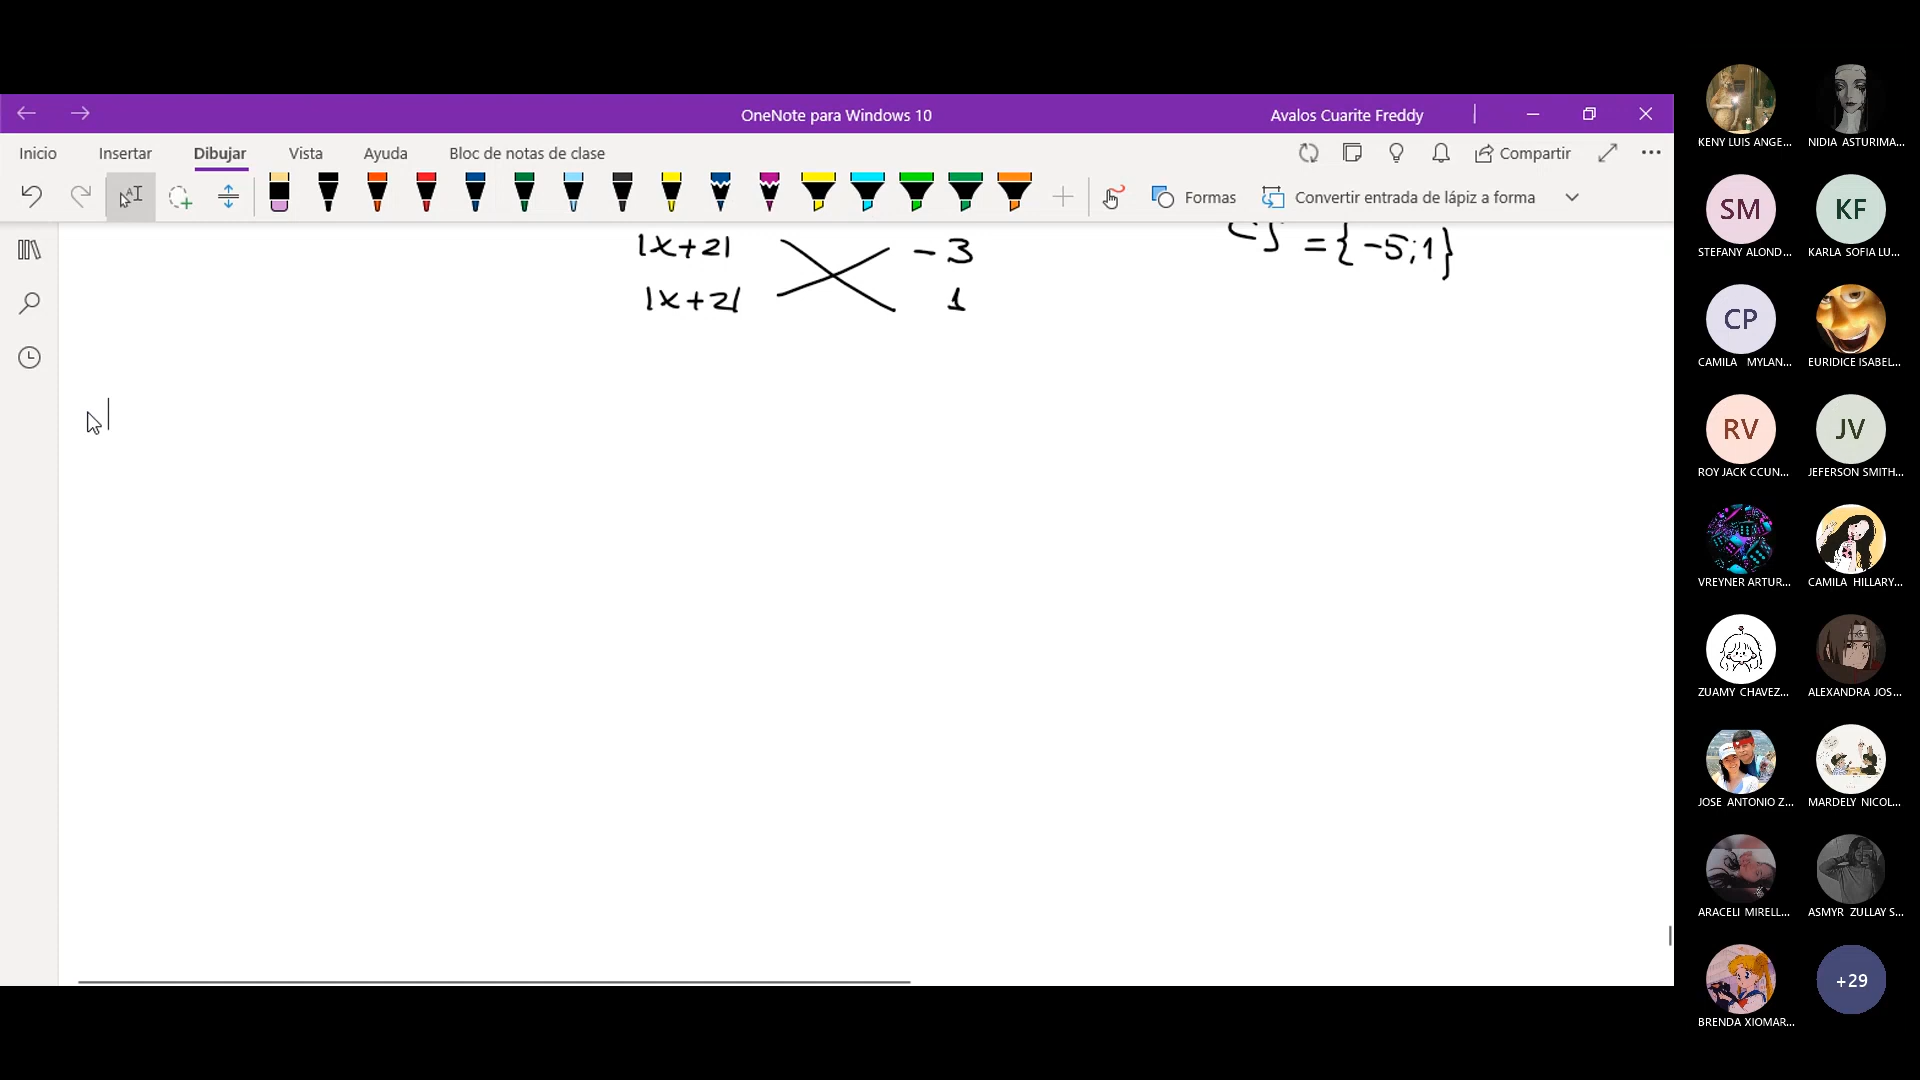 OneNote para Windows 10
Avalos Cuarite Freddy
Inicio
Insertar
Dibujar
Vista
Ayuda
Bloc de notas de clase
Compartir
Formas
Convertir entrada de lápiz a forma
|x+2| -3
|x+2| 1
= {-5;1}
KENY LUIS ANGE...
NIDIA ASTURIMA...
SM
KF
STEFANY ALOND...
KARLA SOFIA LU...
CP
CAMILA MYLAN...
EURIDICE ISABEL...
RV
JV
ROY JACK CCUN...
JEFERSON SMITH...
VREYNER ARTUR...
CAMILA HILLARY...
ZUAMY CHAVEZ...
ALEXANDRA JOS...
JOSE ANTONIO Z...
MARDELY NICOL...
ARACELI MIRELL...
ASMYR ZULLAY S...
BRENDA XIOMAR...
+29